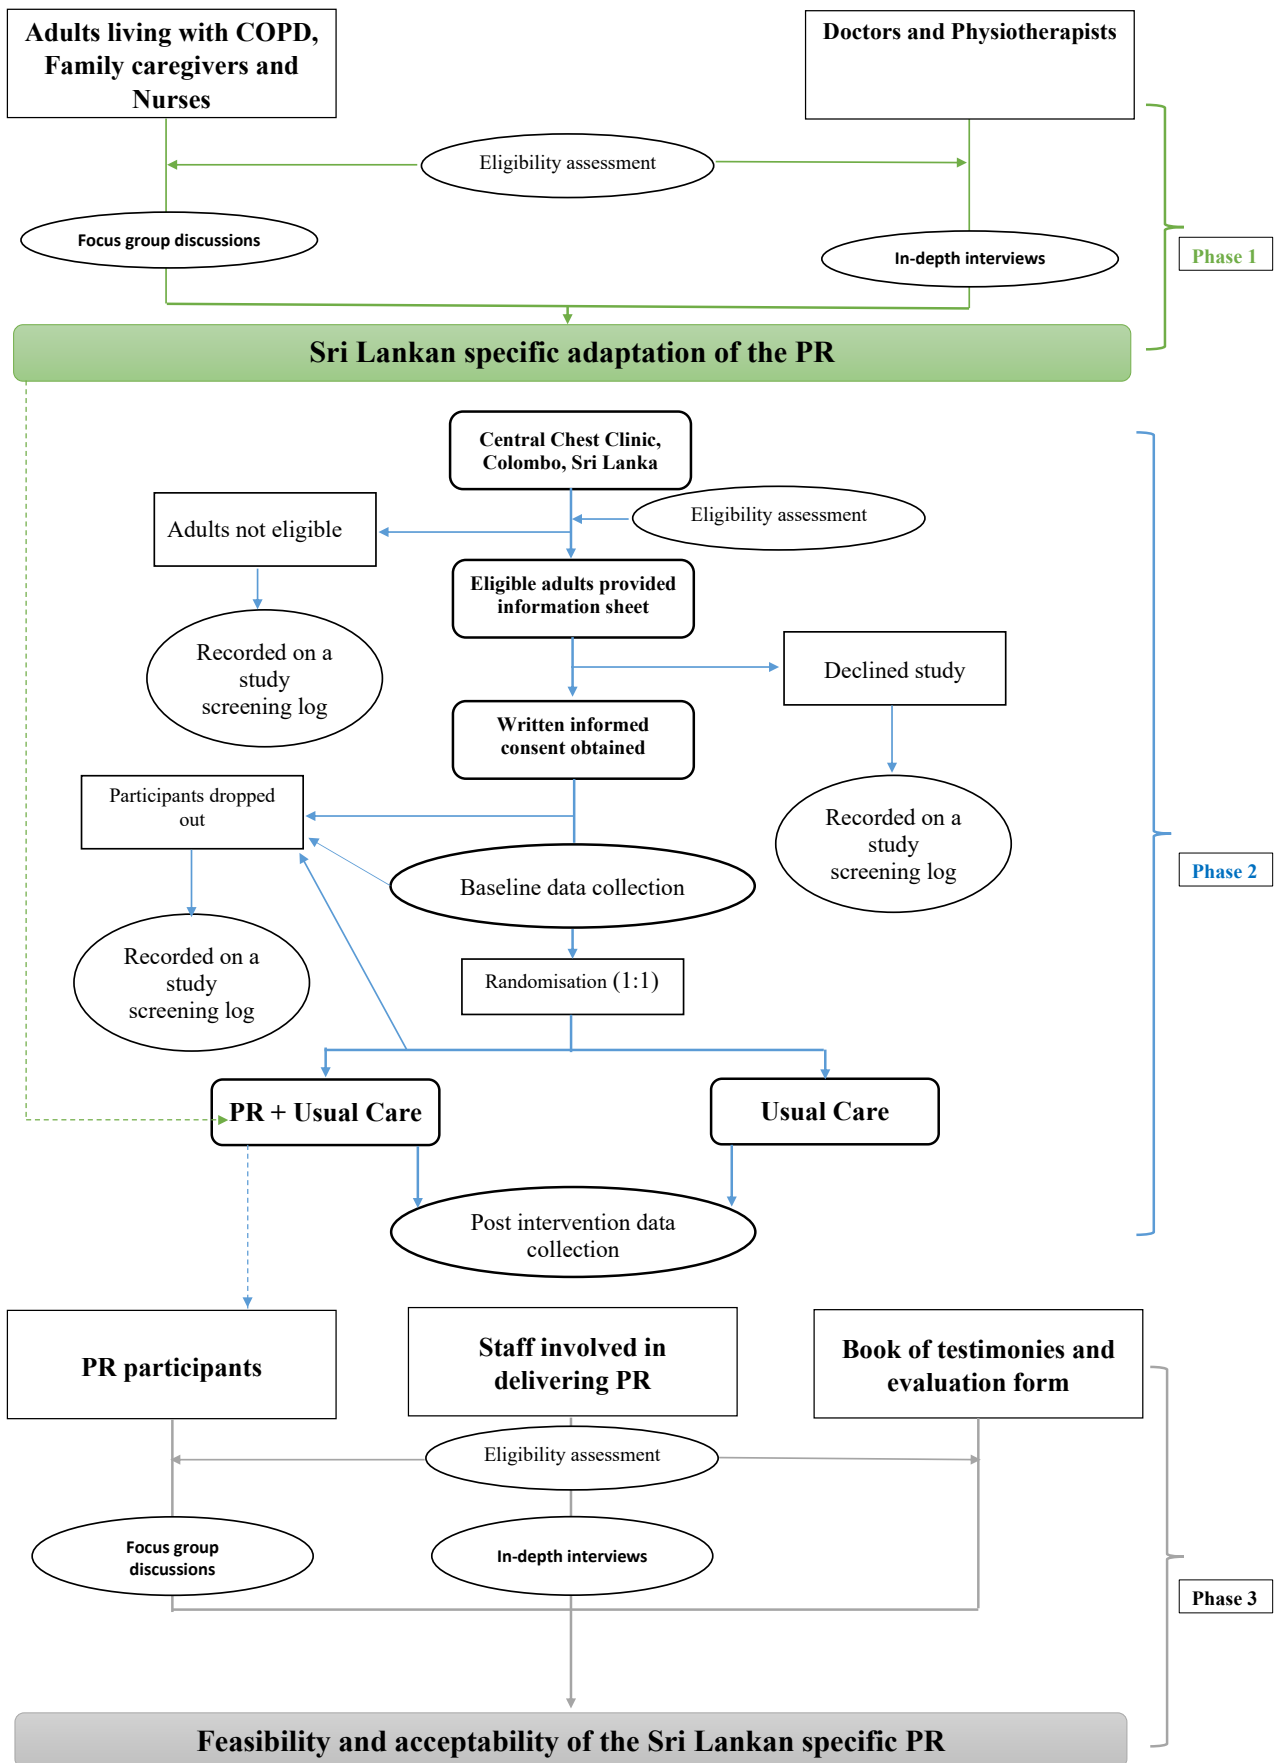 Adults living with COPD,
Family caregivers and
Nurses
Doctors and Physiotherapists
Eligibility assessment
Focus group discussions
In-depth interviews
Phase 1
Sri Lankan specific adaptation of the PR
Central Chest Clinic,
Colombo, Sri Lanka
Adults not eligible
Eligibility assessment
Eligible adults provided
information sheet
Recorded on a
study
screening log
Declined study
Written informed
consent obtained
Participants dropped
out
Recorded on a
study
screening log
Baseline data collection
Phase 2
Recorded on a
study
screening log
Randomisation (1:1)
PR + Usual Care
Usual Care
Post intervention data
collection
PR participants
Staff involved in
delivering PR
Book of testimonies and
evaluation form
Eligibility assessment
Focus group
discussions
In-depth interviews
Phase 3
Feasibility and acceptability of the Sri Lankan specific PR